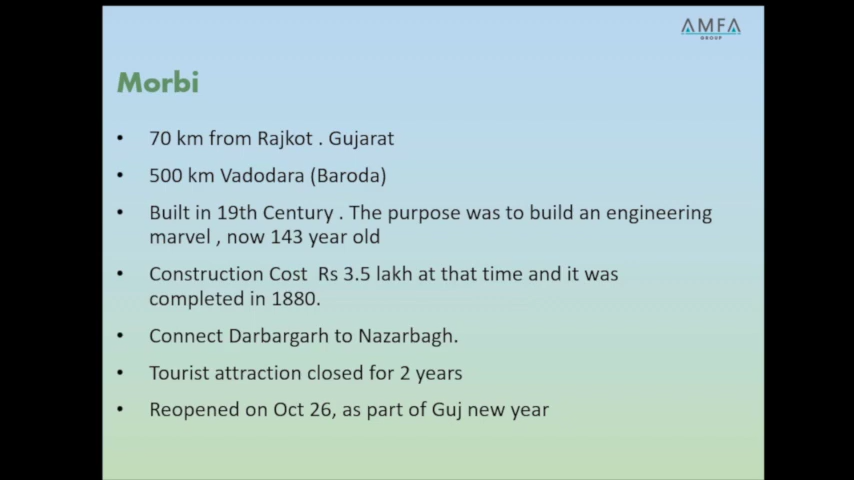 AMFA
GROUP
Morbi
• 70 km from Rajkot . Gujarat
• 500 km Vadodara (Baroda)
• Built in 19th Century . The purpose was to build an engineering
marvel , now 143 year old
• Construction Cost  Rs 3.5 lakh at that time and it was
completed in 1880.
• Connect Darbargarh to Nazarbagh.
• Tourist attraction closed for 2 years
• Reopened on Oct 26, as part of Guj new year